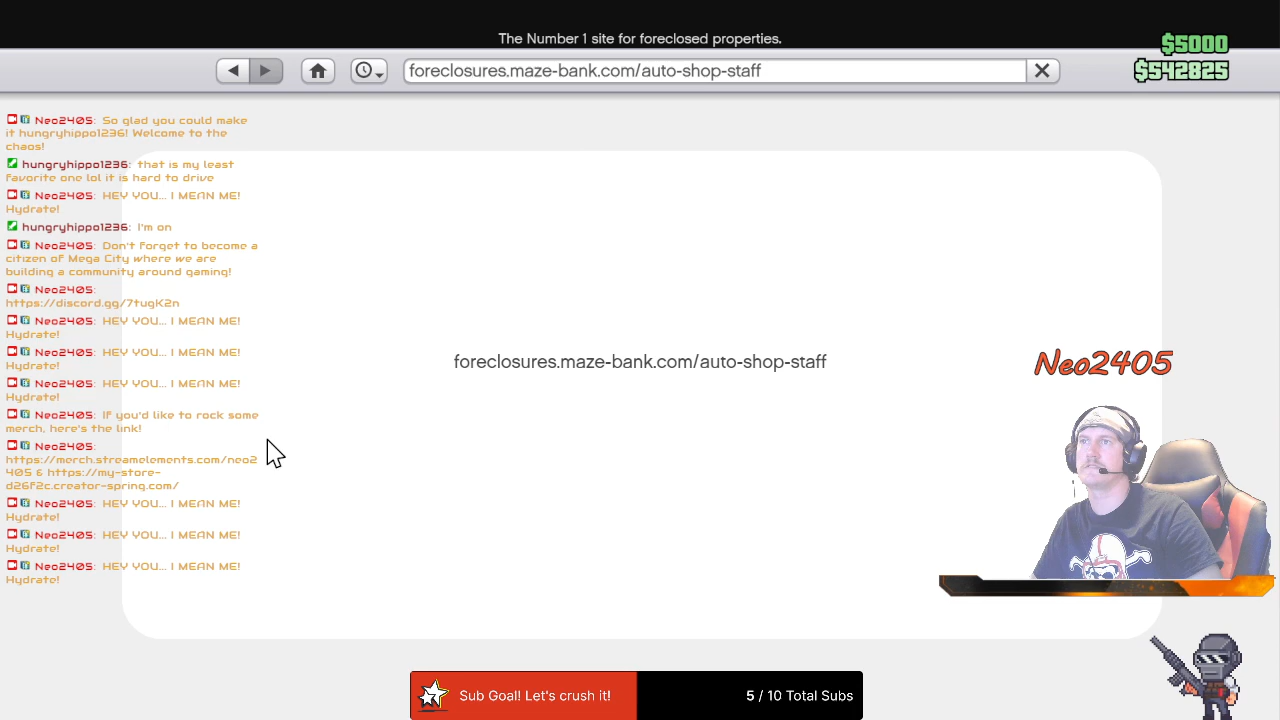 The Number 1 site for foreclosed properties.
$5000
foreclosures.maze-bank.com/auto-shop-staff
$542825
Neo2405: So glad you could make
it hungryhippo1236! Welcome to the
chaos!
hungryhippo1236: that is my least
favorite one lol it is hard to drive
Neo2405: HEY YOU... I MEAN ME!
Hydrate!
hungryhippo1236: I'm on
Neo2405: Don't forget to become a
citizen of Mega City where we are
building a community around gaming!
Neo2405:
https://discord.gg/7tugK2n
Neo2405: HEY YOU... I MEAN ME!
Hydrate!
Neo2405: HEY YOU... I MEAN ME!
Hydrate!
Neo2405: HEY YOU... I MEAN ME!
Hydrate!
Neo2405: If you'd like to rock some
merch, here's the link!
Neo2405:
https://merch.streamelements.com/neo2
405 & https://my-store-
d26f2c.creator-spring.com/
Neo2405: HEY YOU... I MEAN ME!
Hydrate!
Neo2405: HEY YOU... I MEAN ME!
Hydrate!
Neo2405: HEY YOU... I MEAN ME!
Hydrate!
foreclosures.maze-bank.com/auto-shop-staff
Neo2405
Sub Goal! Let's crush it!
5 / 10 Total Subs